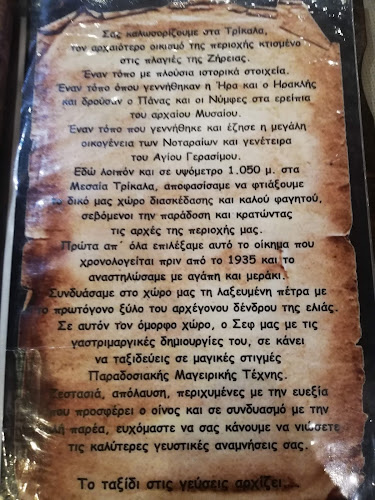 Σας καλωσορίζουμε στα Τρίκαλα,
τον αρχαιότερο οικισμό της περιοχής κτισμένο
στις πλαγιές της Ζήρειας.
Έναν τόπο με πλούσια ιστορικά στοιχεία.
Έναν τόπο όπου γεννήθηκαν η Ήρα και ο Ηρακλής
και δρούσαν ο Πάνας και οι Νύμφες στα ερείπια
του αρχαίου Μυσαίου.
Έναν τόπο που γεννήθηκε και έζησε η μεγάλη
οικογένεια των Νοταραίων και γενέτειρα
του Αγίου Γερασίμου.
Εδώ λοιπόν και σε υψόμετρο 1.050 μ. στα
Μεσαία Τρίκαλα, αποφασίσαμε να φτιάξουμε
το δικό μας χώρο διασκέδασης και καλού φαγητού,
σεβόμενοι την παράδοση και κρατώντας
τις αρχές της περιοχής μας.
Πρώτα απ΄ όλα επιλέξαμε αυτό το οίκημα που
χρονολογείται πριν από το 1935 και το
αναστηλώσαμε με αγάπη και μεράκι.
Συνδυάσαμε στο χώρο μας τη λαξευμένη πέτρα με
το πρωτόγονο ξύλο του αρχέγονου δένδρου της ελιάς.
Σε αυτόν τον όμορφο χώρο, ο Σεφ μας με τις
γαστριμαργικές δημιουργίες του, σε κάνει
να ταξιδεύεις σε μαγικές στιγμές
Παραδοσιακής Μαγειρικής Τέχνης.
Ζεστασιά, απόλαυση, περιχυμένες με την ευεξία
που προσφέρει ο οίνος και σε συνδυασμό με την
παρέα, ευχόμαστε να σας κάνουμε να νιώσετε
τις καλύτερες γευστικές αναμνήσεις σας.
Το ταξίδι στις γεύσεις αρχίζει....